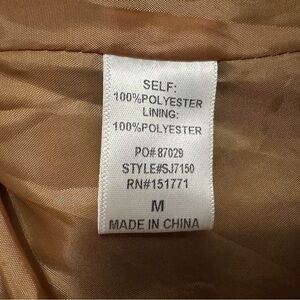 SELF:
100%POLYESTER
LINING:
100%POLYESTER
PO# 87029
STYLE#SJ7150
RN#151771
M
MADE IN CHINA